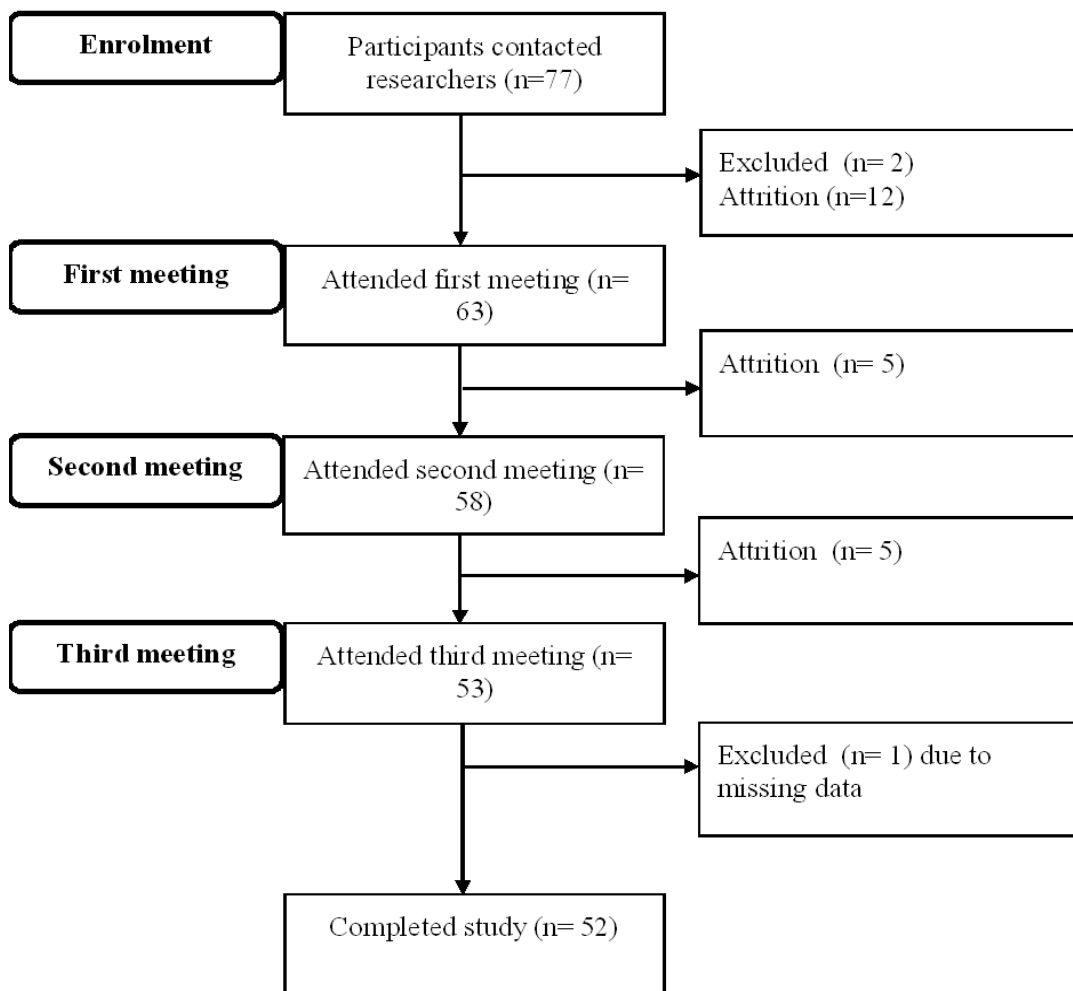 Enrolment
Participants contacted
researchers (n=77)
Excluded (n= 2)
Attrition (n=12)
First meeting
Attended first meeting (n=
63)
Attrition (n= 5)
Second meeting
Attended second meeting (n=
58)
Attrition (n= 5)
Third meeting
Attended third meeting (n=
53)
Excluded (n= 1) due to
missing data
Completed study (n= 52)